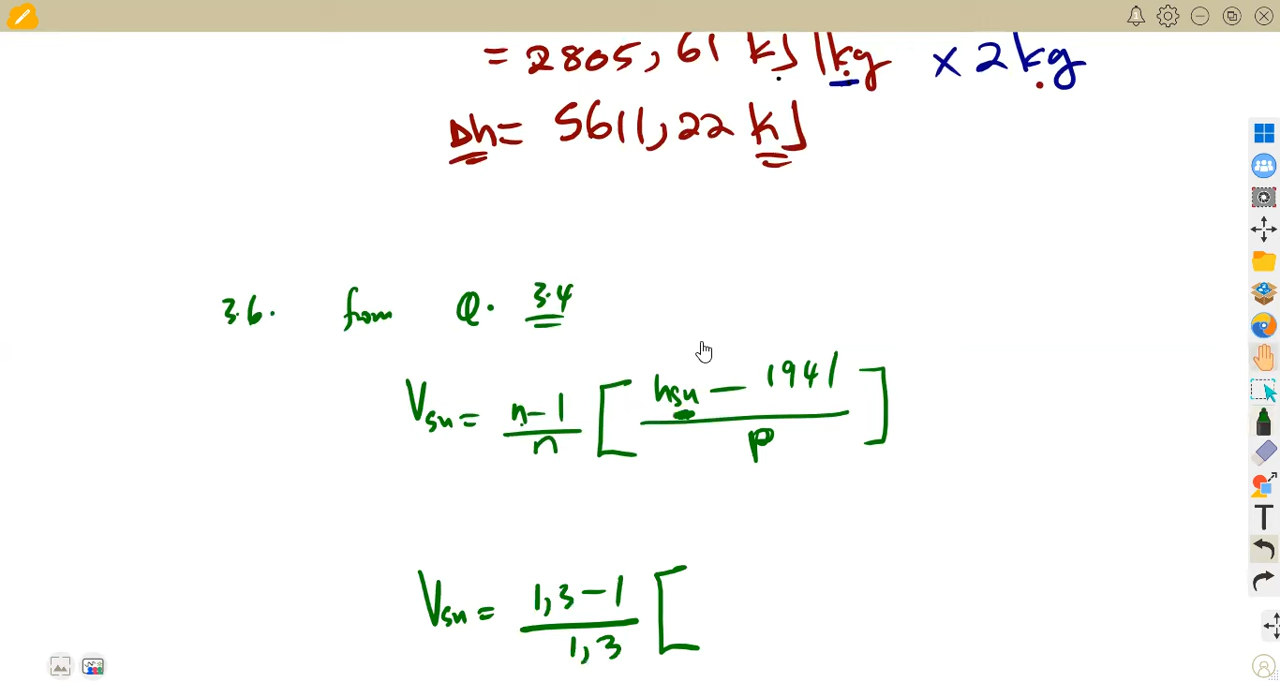 = 2805,61 kJ/kg × 2kg
Δh = 5611,22 kJ
3.6. from Q. 3.4
Vsu = n-1/n [ hsu - 1941 / P ]
Vsu = 1,3-1/1,3 [
T